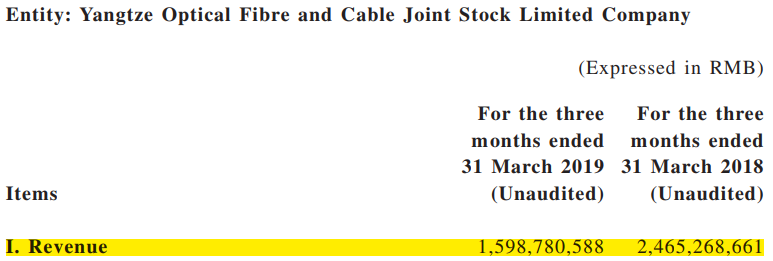 Entity: Yangtze Optical Fibre and Cable Joint Stock Limited Company
(Expressed in RMB)
For the three For the three
months ended months ended
31 March 2019 31 March 2018
Items (Unaudited) (Unaudited)
I. Revenue 1,598,780,588 2,465,268,661